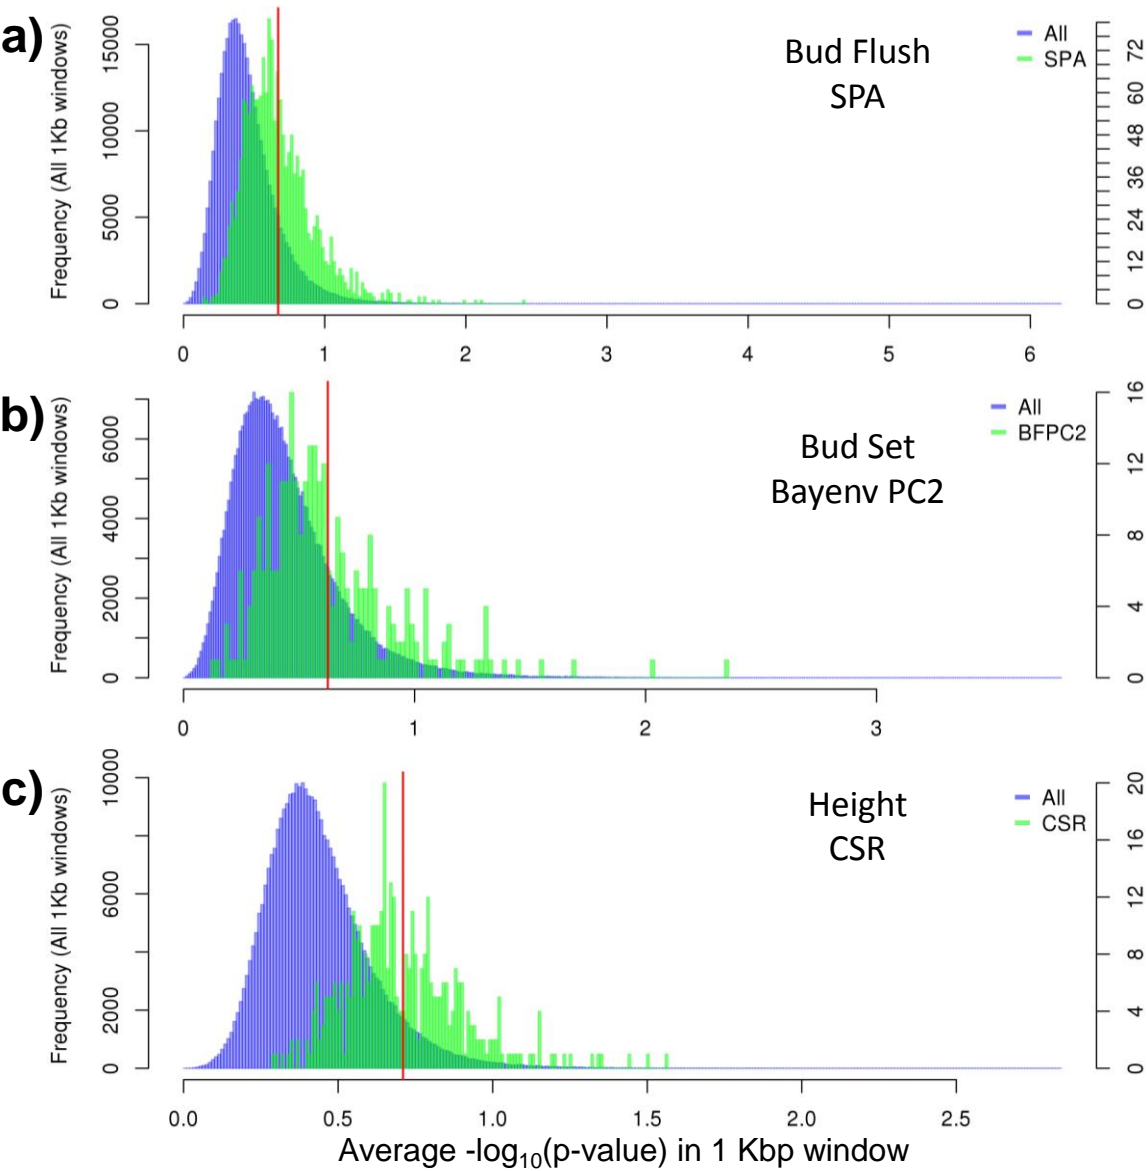 a)
Frequency (All 1Kb windows)
0 5000 10000 15000
Bud Flush
SPA
All
SPA
0 12 24 36 48 60 72
0 1 2 3 4 5 6
b)
Frequency (All 1Kb windows)
0 2000 4000 6000
Bud Set
Bayenv PC2
All
BFPC2
0 4 8 12 16
0 1 2 3
c)
Frequency (All 1Kb windows)
0 2000 6000 10000
Height
CSR
All
CSR
0 4 8 12 16 20
0.0 0.5 1.0 1.5 2.0 2.5
Average -log10(p-value) in 1 Kbp window